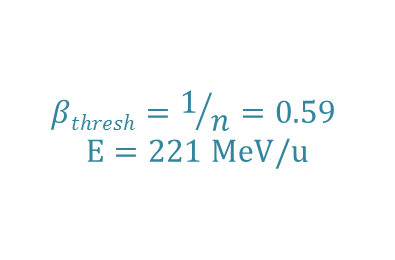 β_thresh = 1/n = 0.59
E = 221 MeV/u